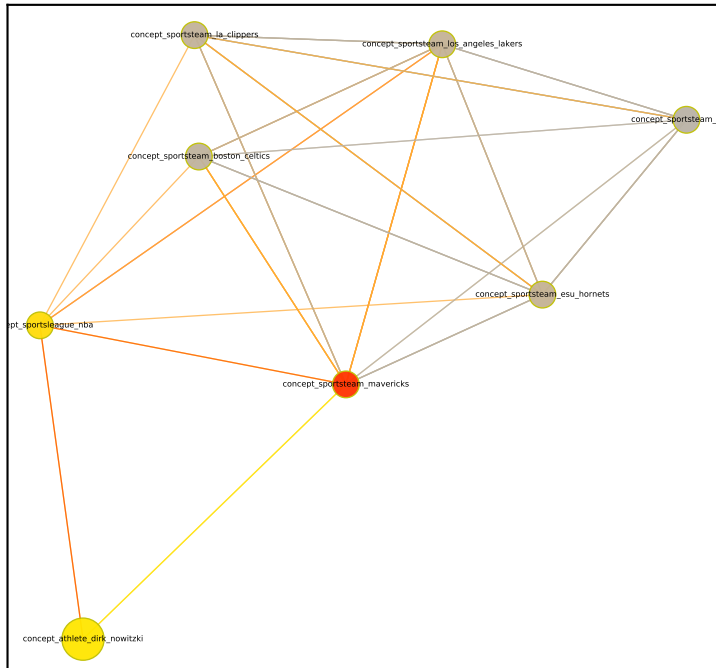 concept_sportsteam_la_clippers
concept_sportsteam_los_angeles_lakers
concept_sportsteam_
concept_sportsteam_boston_celtics
concept_sportsteam_esu_hornets
ept_sportsleague_nba
concept_sportsteam_mavericks
concept_athlete_dirk_nowitzki